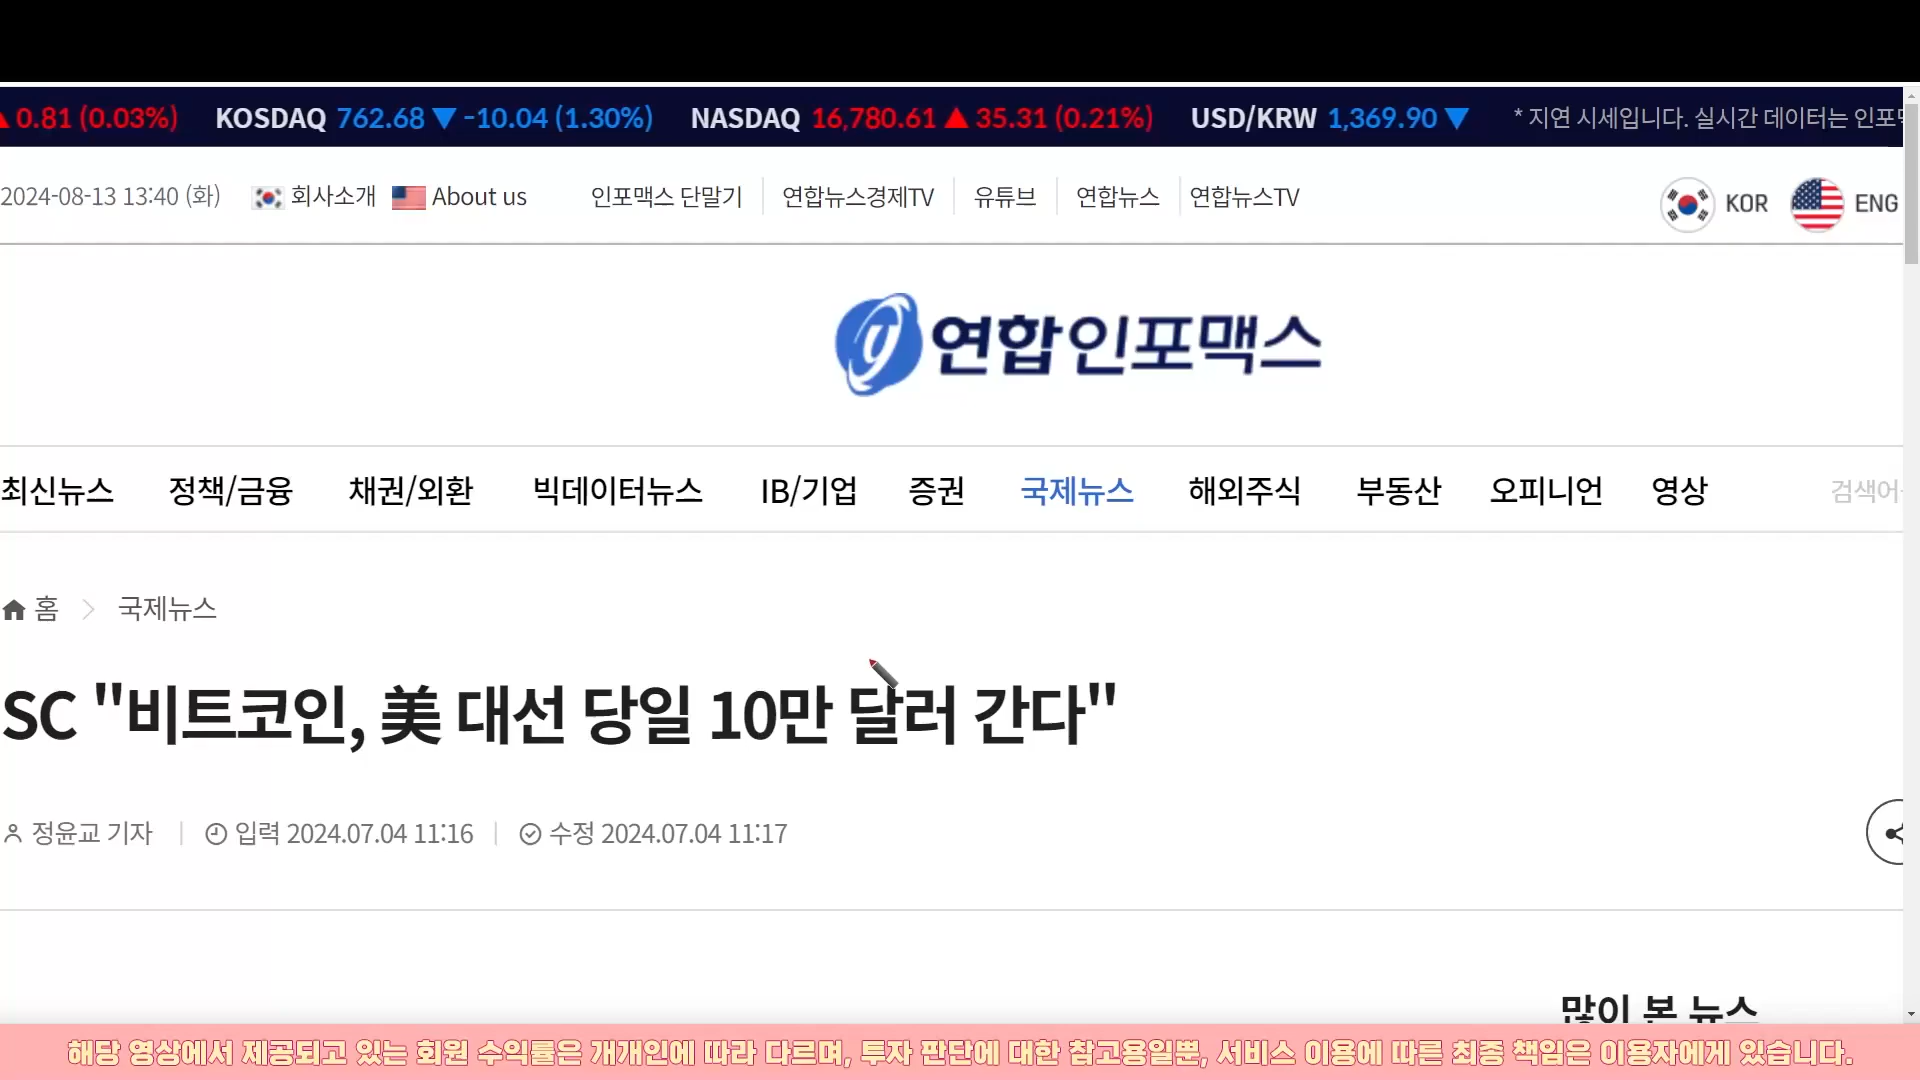 ▲ 0.81 (0.03%) KOSDAQ 762.68 ▼ -10.04 (1.30%) NASDAQ 16,780.61 ▲ 35.31 (0.21%) USD/KRW 1,369.90 ▼ * 지연 시세입니다. 실시간 데이터는
2024-08-13 13:40 (화) 회사소개 About us 인포맥스 단말기 연합뉴스경제TV 유튜브 연합뉴스 연합뉴스TV KOR ENG
연합인포맥스
최신뉴스 정책/금융 채권/외환 빅데이터뉴스 IB/기업 증권 국제뉴스 해외주식 부동산 오피니언 영상 검색어
홈 > 국제뉴스
SC "비트코인, 美 대선 당일 10만 달러 간다"
정윤교 기자 | 입력 2024.07.04 11:16 | 수정 2024.07.04 11:17
많이 본 뉴스
해당 영상에서 제공되고 있는 회원 수익률은 개개인에 따라 다르며, 투자 판단에 대한 참고용일뿐, 서비스 이용에 따른 최종 책임은 이용자에게 있습니다.